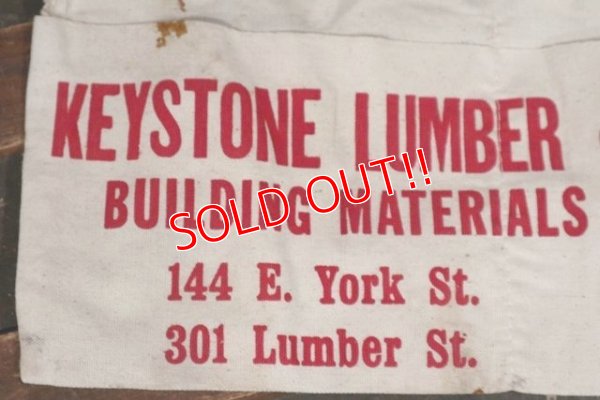 KEYSTONE LUMBER
BUILDING MATERIALS
SOLD OUT!!
144 E. York St.
301 Lumber St.